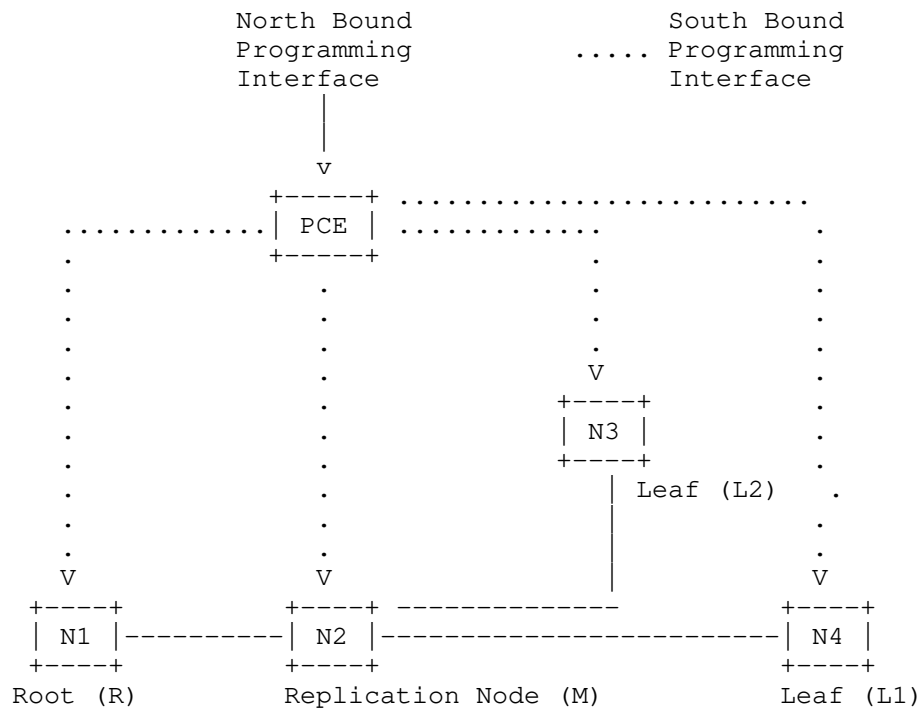 North Bound South Bound
Programming ..... Programming
Interface Interface
v
PCE
V
N3
Leaf (L2)
V V V
N1 N2 N4
Root (R) Replication Node (M) Leaf (L1)